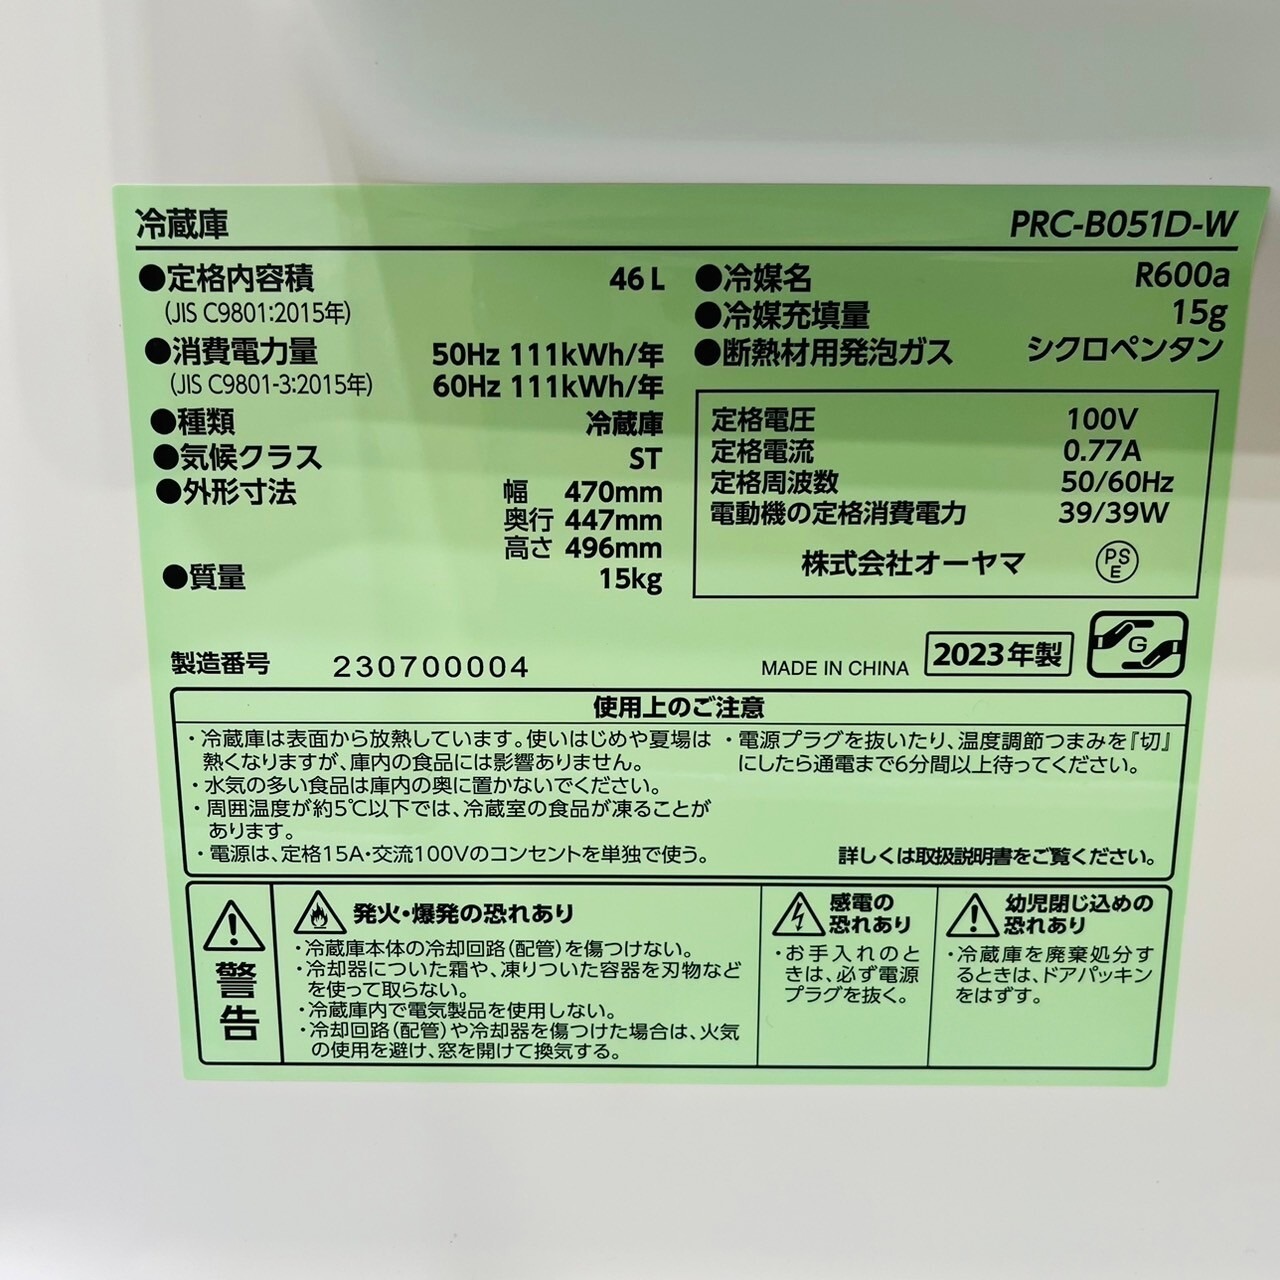 冷蔵庫 PRC-B051D-W
●定格内容積 46L
(JIS C9801:2015年)
●消費電力量 50Hz 111kWh/年
(JIS C9801-3:2015年) 60Hz 111kWh/年
●種類 冷蔵庫
●気候クラス ST
●外形寸法 幅 470mm
奥行 447mm
高さ 496mm
●質量 15kg
●冷媒名 R600a
●冷媒充填量 15g
●断熱材用発泡ガス シクロペンタン
定格電圧 100V
定格電流 0.77A
定格周波数 50/60Hz
電動機の定格消費電力 39/39W
株式会社オーヤマ PSE
製造番号 230700004
MADE IN CHINA 2023年製 G
使用上のご注意
・冷蔵庫は表面から放熱しています。使いはじめや夏場は
熱くなりますが、庫内の食品には影響ありません。
・水気の多い食品は庫内の奥に置かないでください。
・周囲温度が約5℃以下では、冷蔵室の食品が凍ることが
あります。
・電源は、定格15A・交流100Vのコンセントを単独で使う。
・電源プラグを抜いたり、温度調節つまみを『切』
にしたら通電まで6分間以上待ってください。
詳しくは取扱説明書をご覧ください。
警告
発火・爆発の恐れあり
・冷蔵庫本体の冷却回路(配管)を傷つけない。
・冷却器についた霜や、凍りついた容器を刃物など
を使って取らない。
・冷蔵庫内で電気製品を使用しない。
・冷却回路(配管)や冷却器を傷つけた場合は、火気
の使用を避け、窓を開けて換気する。
感電の
恐れあり
・お手入れのと
きは、必ず電源
プラグを抜く。
幼児閉じ込めの
恐れあり
・冷蔵庫を廃棄処分す
るときは、ドアパッキン
をはずす。